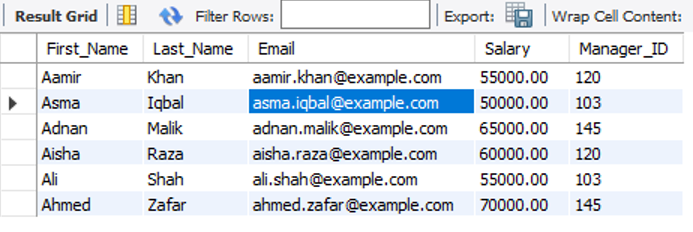 Result Grid Filter Rows: Export: Wrap Cell Content:
First_Name Last_Name Email Salary Manager_ID
Aamir Khan aamir.khan@example.com 55000.00 120
Asma Iqbal asma.iqbal@example.com 50000.00 103
Adnan Malik adnan.malik@example.com 65000.00 145
Aisha Raza aisha.raza@example.com 60000.00 120
Ali Shah ali.shah@example.com 55000.00 103
Ahmed Zafar ahmed.zafar@example.com 70000.00 145